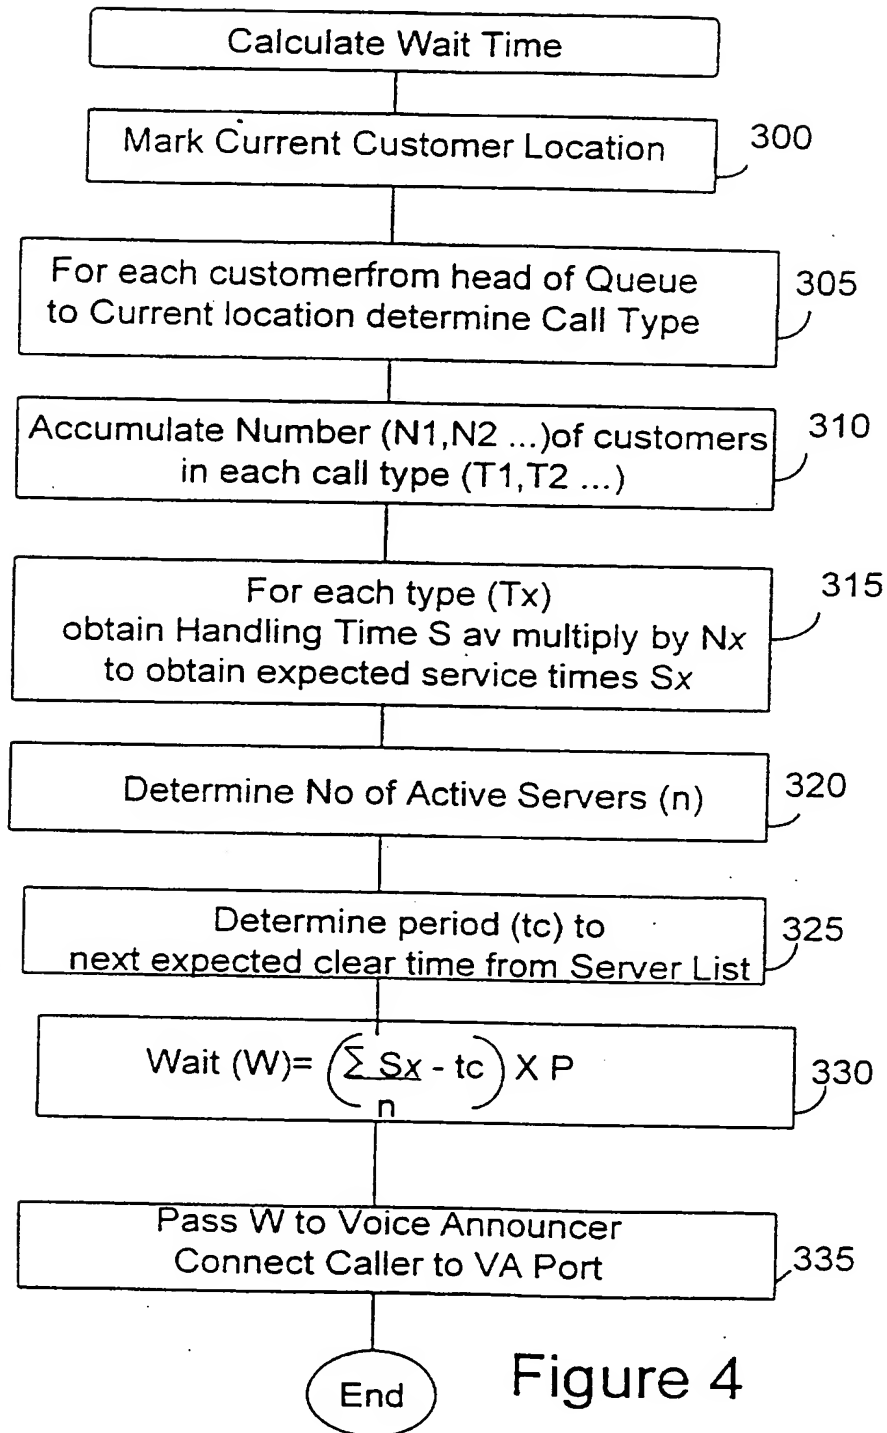 Calculate Wait Time
Mark Current Customer Location
300
For each customerfrom head of Queue
to Current location determine Call Type
305
Accumulate Number (N1,N2 ...)of customers
in each call type (T1,T2 ...)
310
For each type (Tx)
obtain Handling Time S av multiply by Nx
to obtain expected service times Sx
315
Determine No of Active Servers (n)
320
Determine period (tc) to
next expected clear time from Server List
325
Wait (W)= (Σ Sx - tc) X P
n
330
Pass W to Voice Announcer
Connect Caller to VA Port
335
End
Figure 4